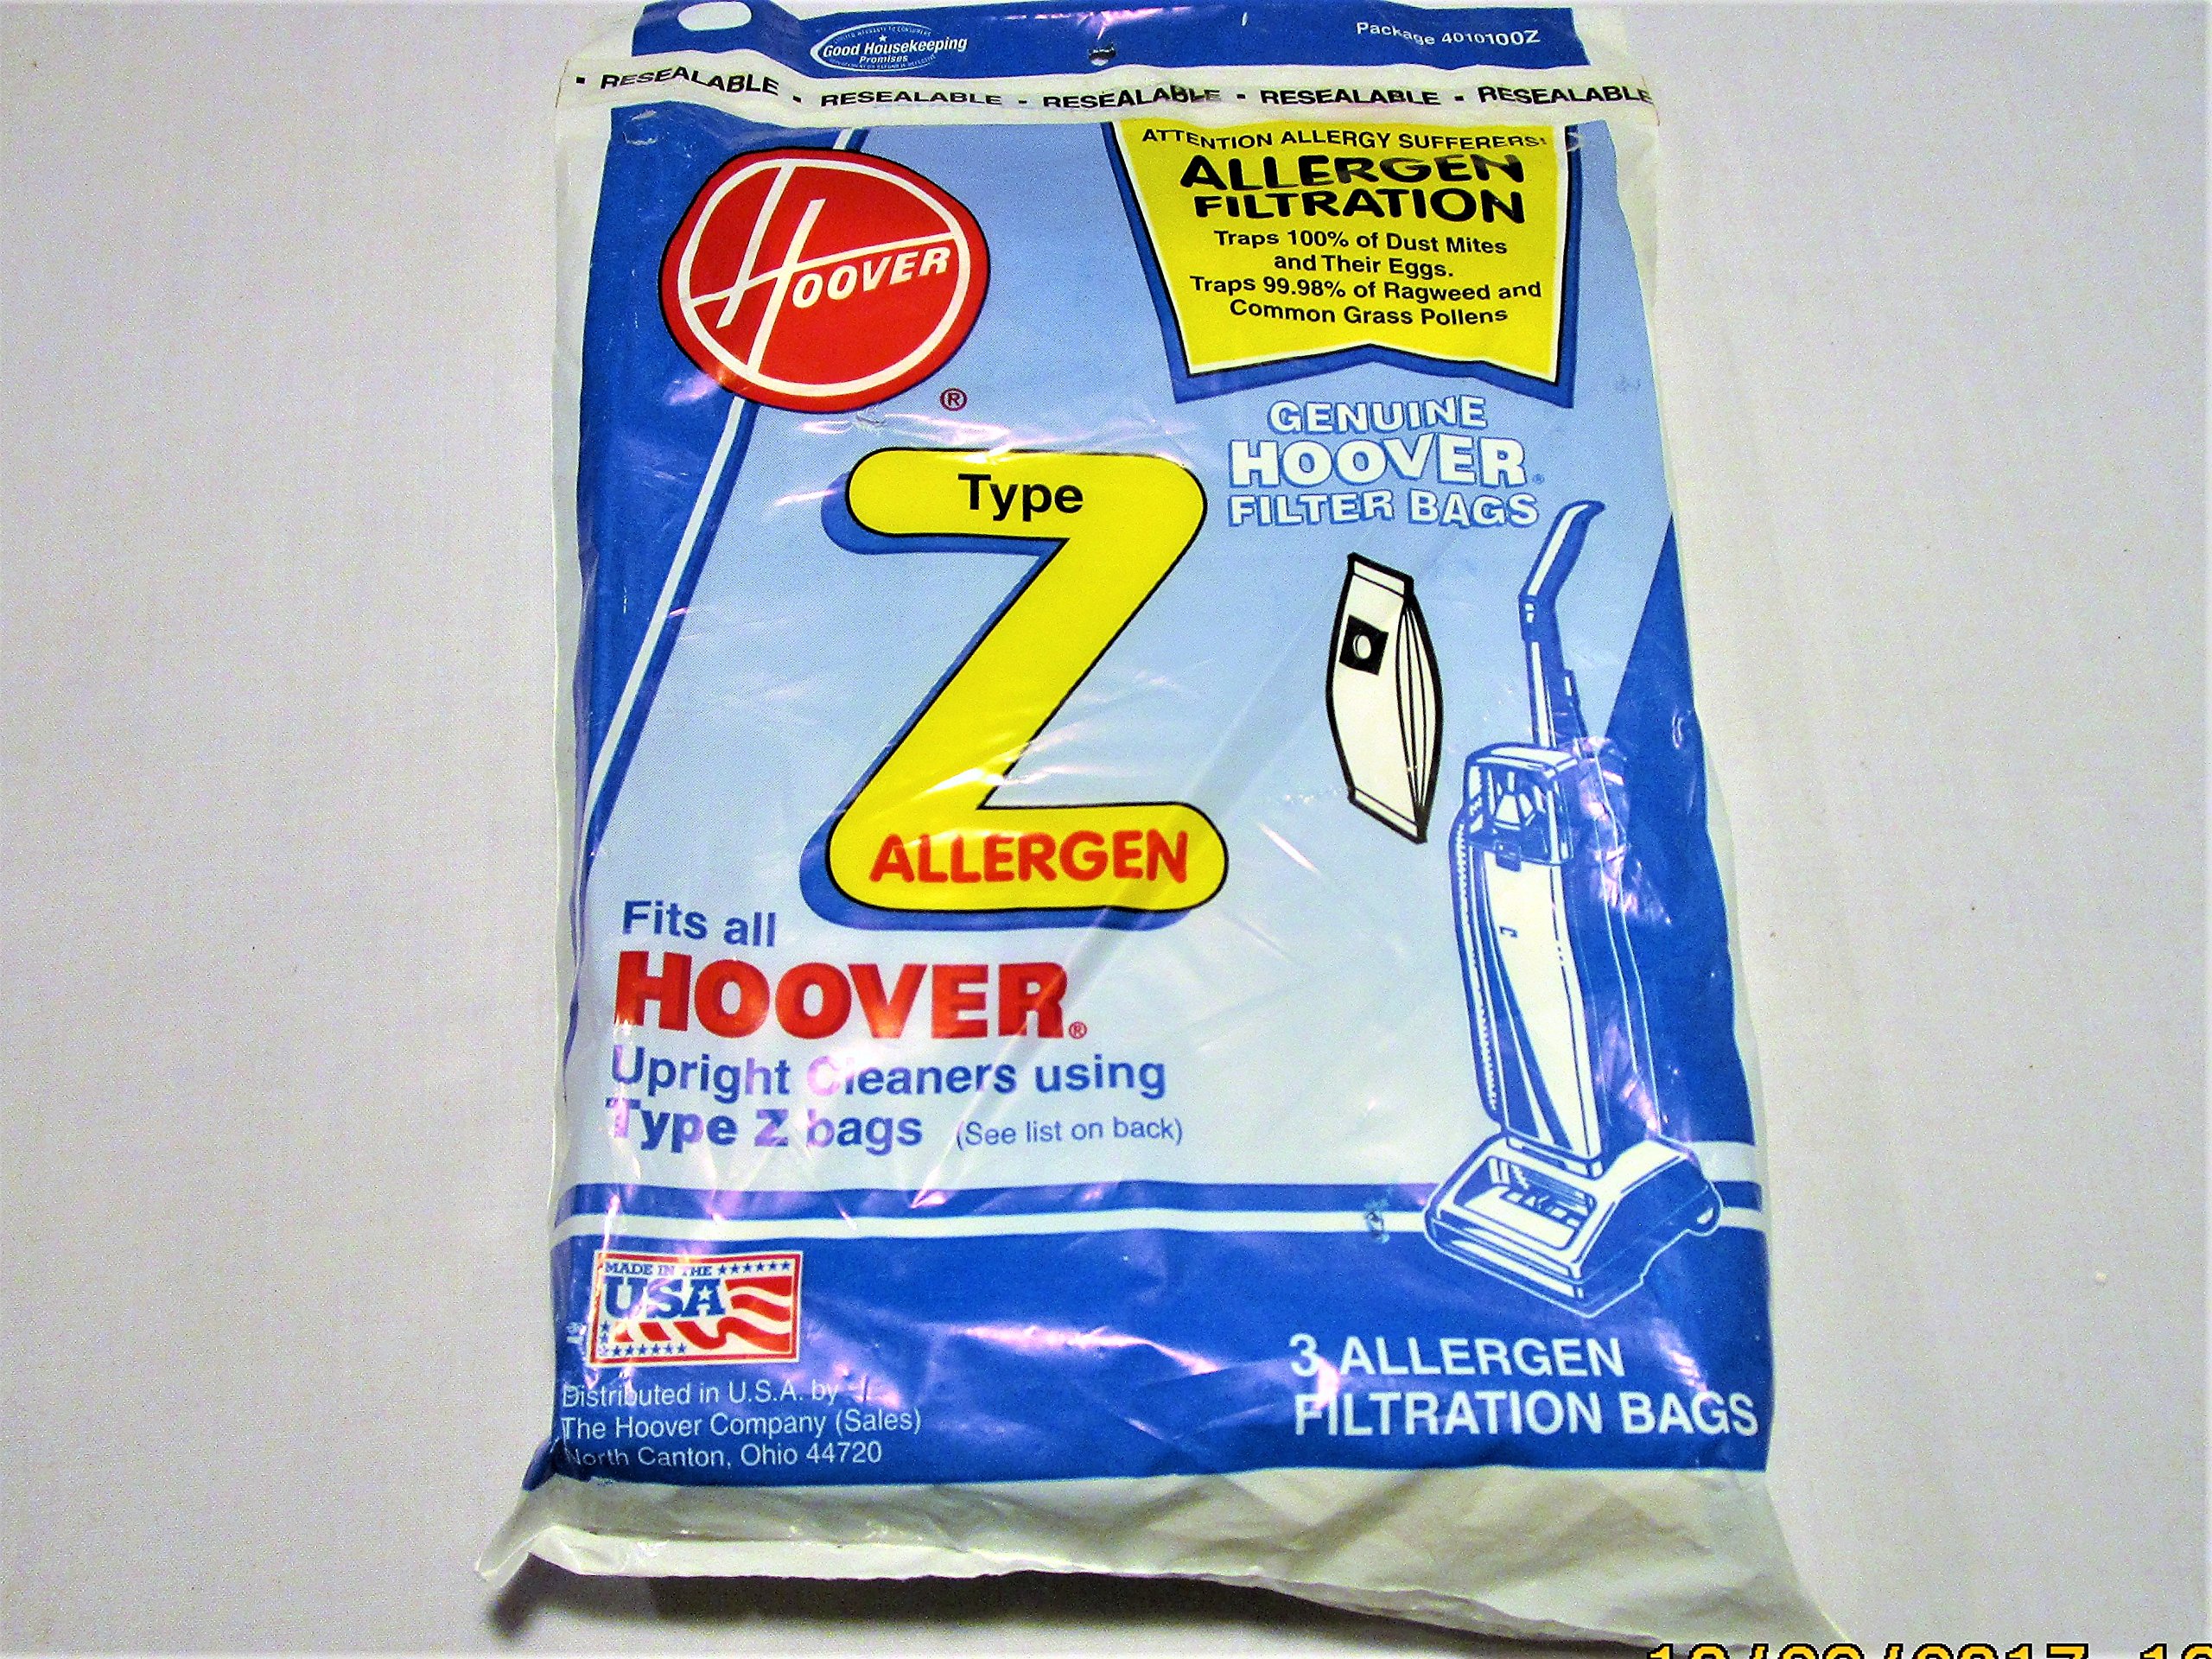 Good Housekeeping
Promises
Package 4010100Z
▪ RESEALABLE ▪ RESEALABLE ▪ RESEALABLE ▪ RESEALABLE ▪ RESEALABLE
HOOVER
®
ATTENTION ALLERGY SUFFERERS:
ALLERGEN
FILTRATION
Traps 100% of Dust Mites
and Their Eggs.
Traps 99.98% of Ragweed and
Common Grass Pollens
GENUINE
HOOVER®
FILTER BAGS
Type
Z
ALLERGEN
Fits all
HOOVER®
Upright Cleaners using
Type Z bags (See list on back)
MADE IN THE
USA
Distributed in U.S.A. by
The Hoover Company (Sales)
North Canton, Ohio 44720
3 ALLERGEN
FILTRATION BAGS